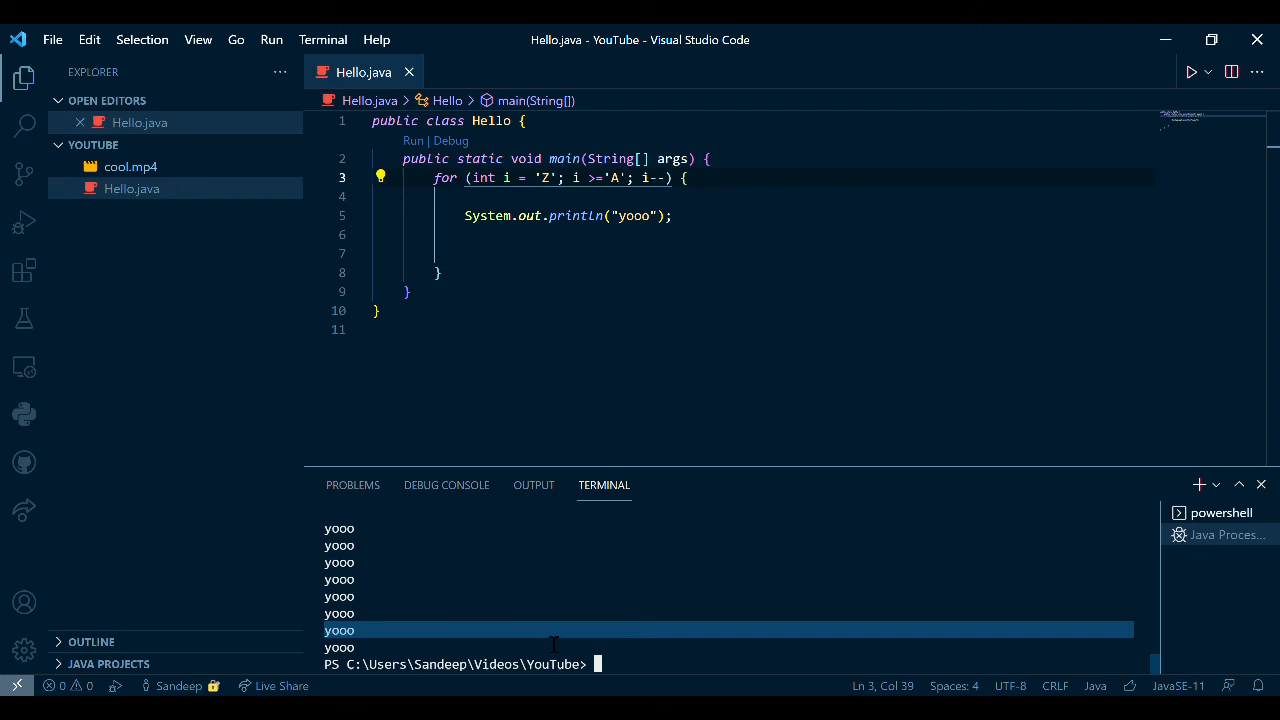 File Edit Selection View Go Run Terminal Help
Hello.java - YouTube - Visual Studio Code
EXPLORER
OPEN EDITORS
Hello.java
YOUTUBE
cool.mp4
Hello.java
OUTLINE
JAVA PROJECTS
Hello.java
Hello.java > Hello > main(String[])
1 public class Hello {
Run | Debug
2 public static void main(String[] args) {
3 for (int i = 'Z'; i >='A'; i--) {
4
5 System.out.println("yooo");
6
7
8 }
9 }
10 }
11
PROBLEMS DEBUG CONSOLE OUTPUT TERMINAL
yooo
yooo
yooo
yooo
yooo
yooo
yooo
yooo
PS C:\Users\Sandeep\Videos\YouTube>
powershell
Java Proces...
0 0 Sandeep Live Share Ln 3, Col 39 Spaces: 4 UTF-8 CRLF Java JavaSE-11